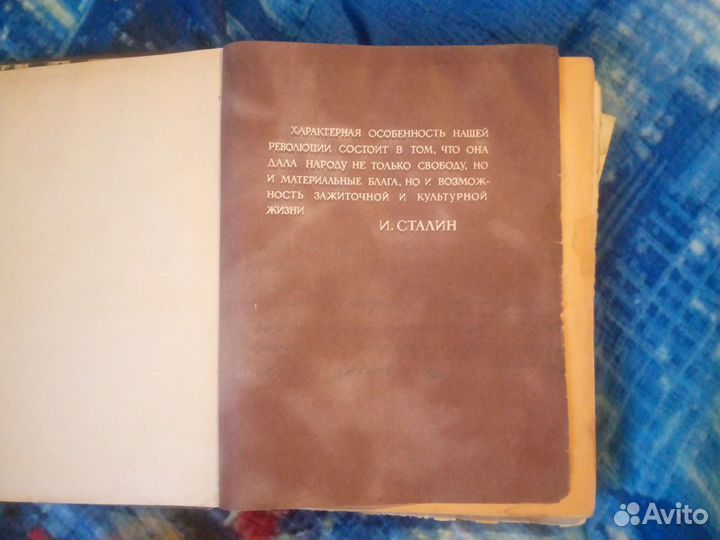 ХАРАКТЕРНАЯ ОСОБЕННОСТЬ НАШЕЙ
РЕВОЛЮЦИИ СОСТОИТ В ТОМ, ЧТО ОНА
ДАЛА НАРОДУ НЕ ТОЛЬКО СВОБОДУ, НО
И МАТЕРИАЛЬНЫЕ БЛАГА, НО И ВОЗМОЖ-
НОСТЬ ЗАЖИТОЧНОЙ И КУЛЬТУРНОЙ
ЖИЗНИ
И. СТАЛИН
Avito